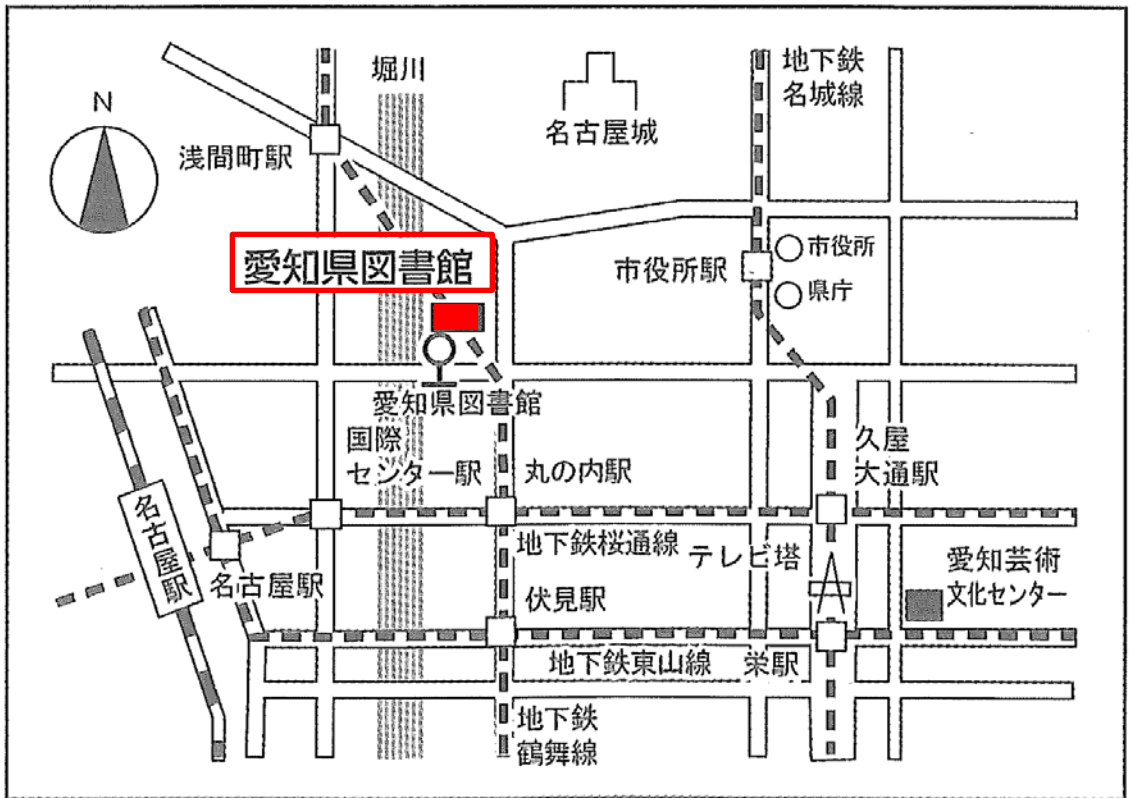 堀川
地下鉄
名城線
N
名古屋城
浅間町駅
愛知県図書館
市役所駅
市役所
県庁
愛知県図書館
国際
センター駅
丸の内駅
久屋
大通駅
名古屋駅
地下鉄桜通線
テレビ塔
愛知芸術
文化センター
名古屋駅
伏見駅
地下鉄東山線
栄駅
地下鉄
鶴舞線